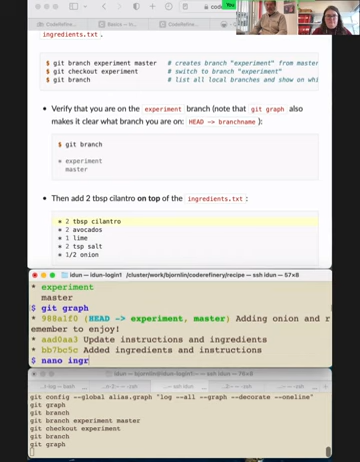 You
ingredients.txt.
$ git branch experiment master # creates branch "experiment" from master
$ git checkout experiment # switch to branch "experiment"
$ git branch # list all local branches and show on whi
• Verify that you are on the experiment branch (note that git graph also
makes it clear what branch you are on: HEAD -> branchname ):
$ git branch
* experiment
master
• Then add 2 tbsp cilantro on top of the ingredients.txt :
* 2 tbsp cilantro
* 2 avocados
* 1 lime
* 2 tsp salt
* 1/2 onion
idun — idun-login1 /cluster/work/bjornlin/coderefinery/recipe — ssh idun — 57×8
* experiment
master
$ git graph
* 988a1f0 (HEAD -> experiment, master) Adding onion and r
emember to enjoy!
* aad0aa3 Update instructions and ingredients
* bb7bc5c Added ingredients and instructions
$ nano ingr
git config --global alias.graph "log --all --graph --decorate --oneline"
git graph
git branch
git branch experiment master
git checkout experiment
git branch
git graph